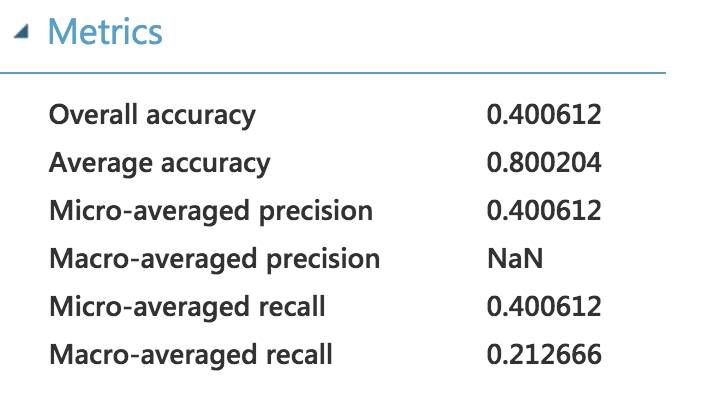 Metrics
Overall accuracy 0.400612
Average accuracy 0.800204
Micro-averaged precision 0.400612
Macro-averaged precision NaN
Micro-averaged recall 0.400612
Macro-averaged recall 0.212666